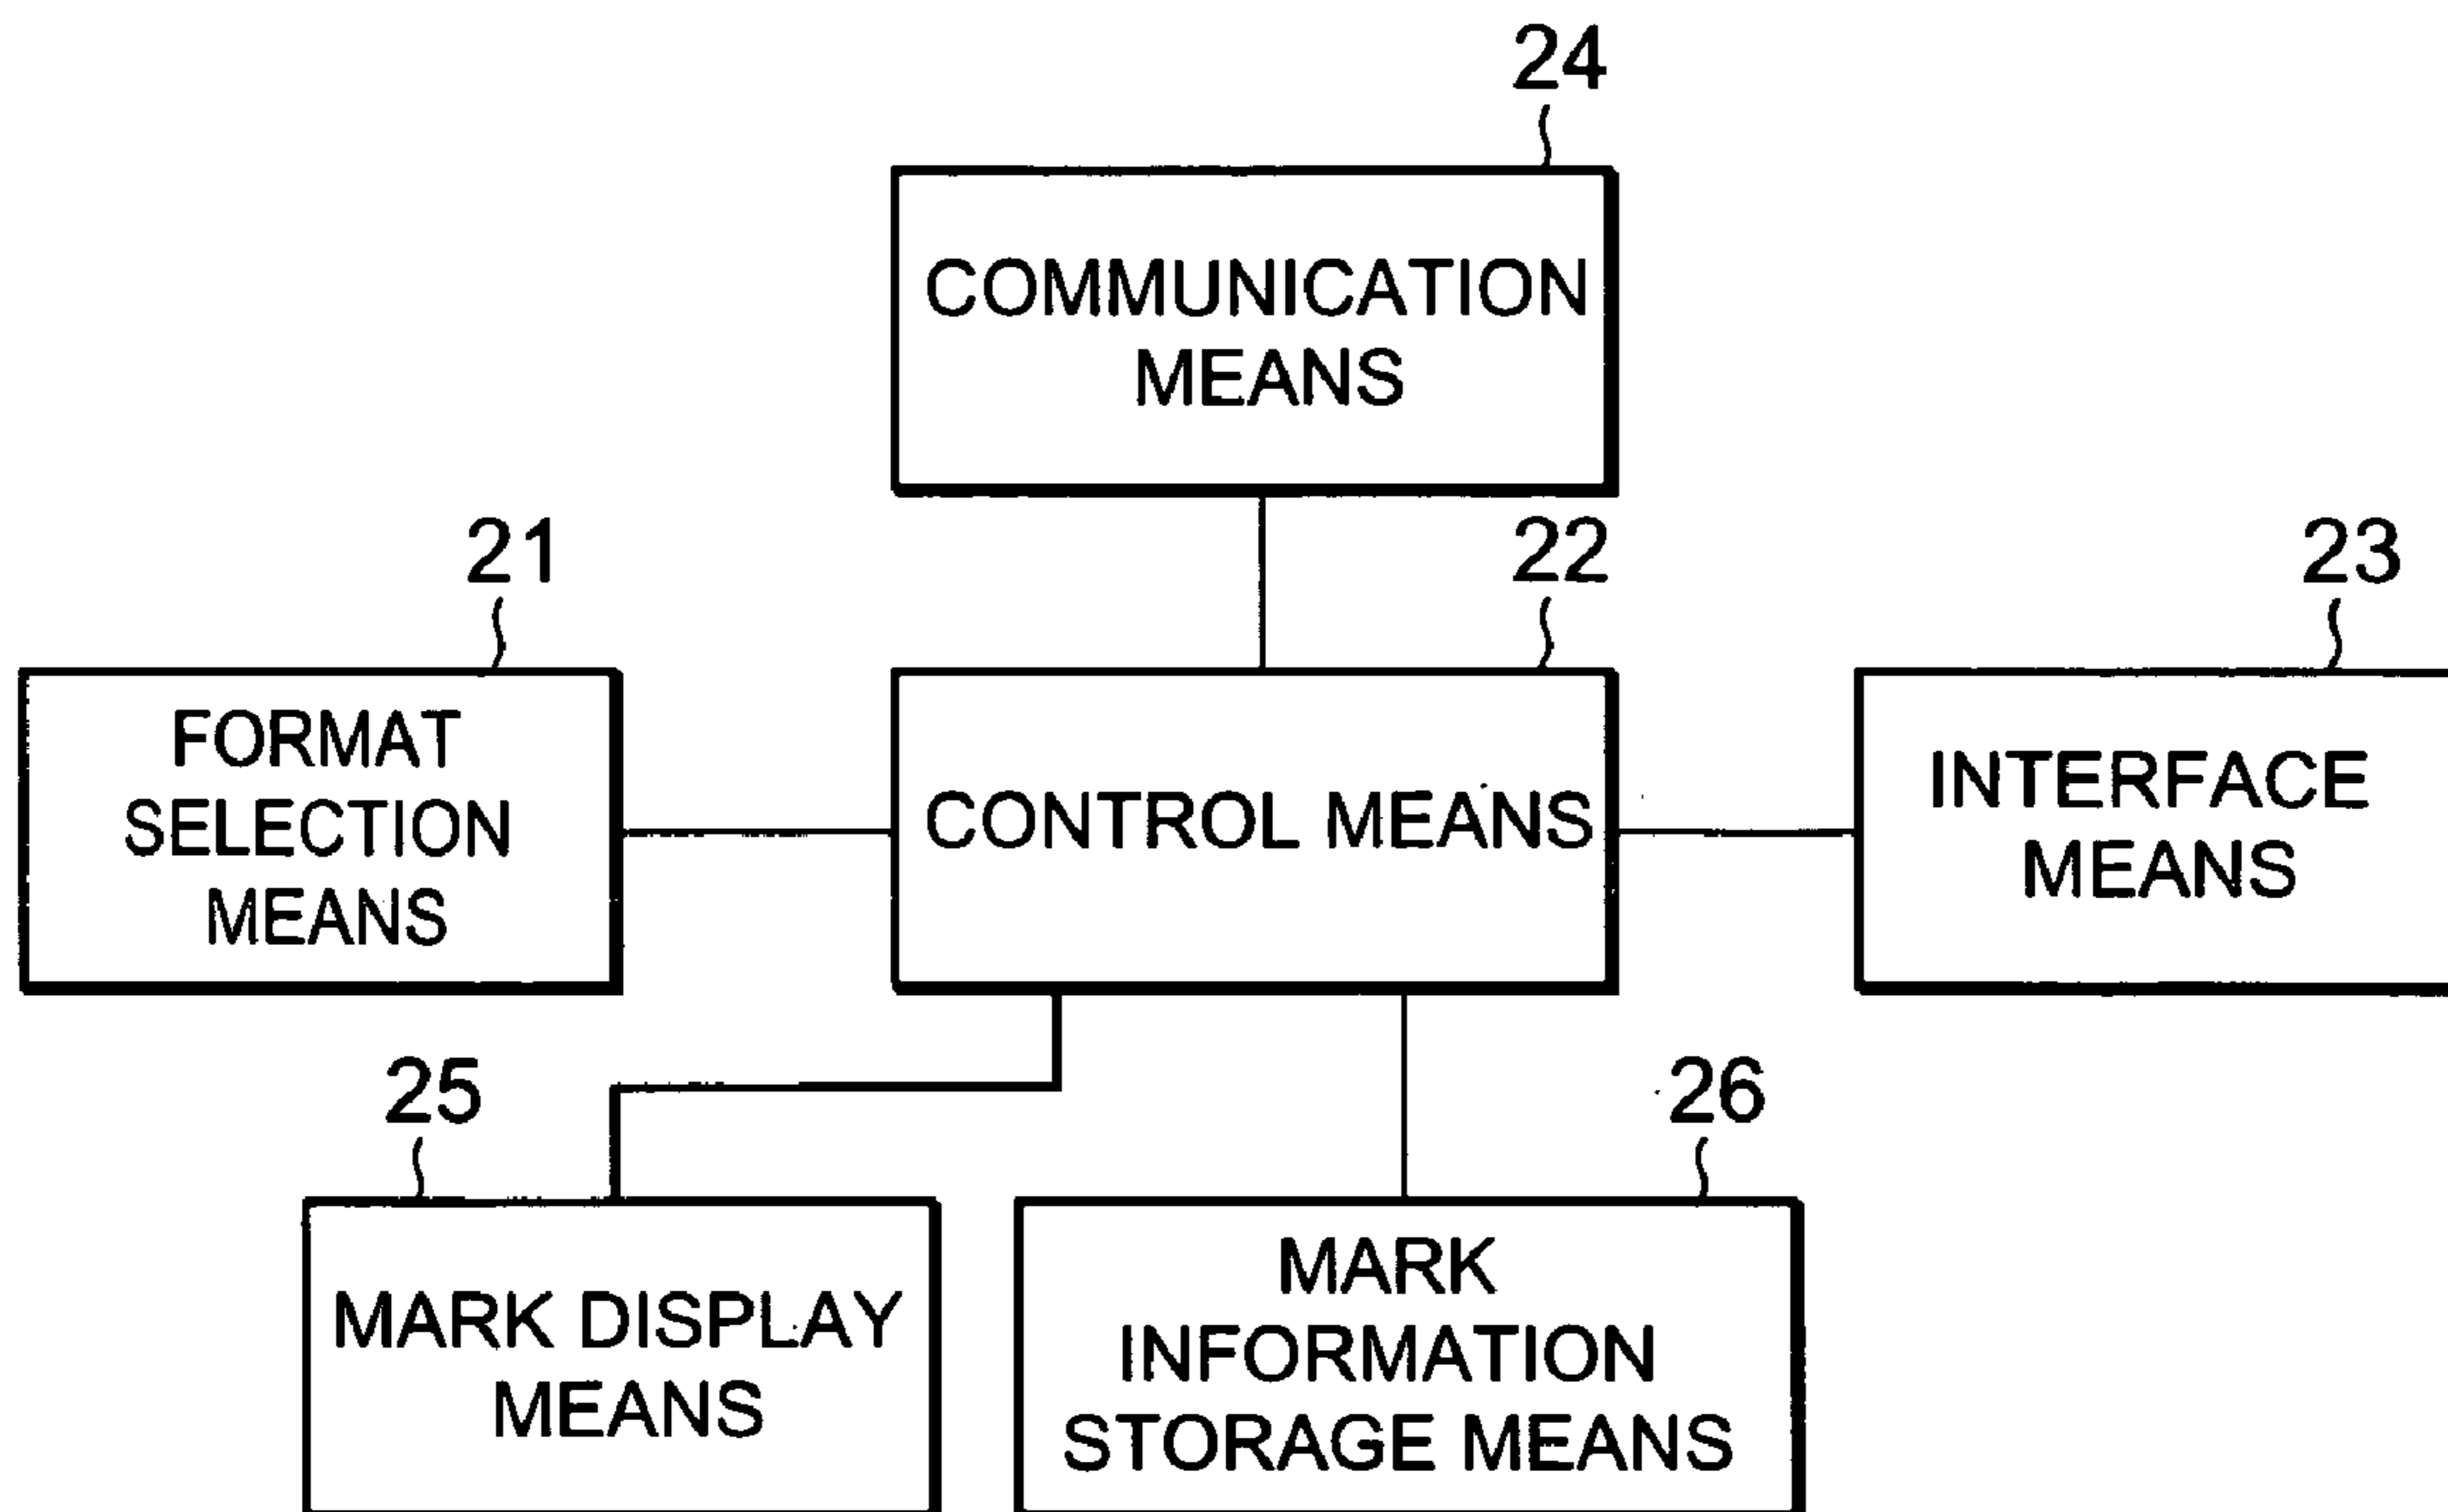 24
COMMUNICATION
MEANS
21
22
23
FORMAT
SELECTION
MEANS
CONTROL MEANS
INTERFACE
MEANS
25
26
MARK DISPLAY
MEANS
MARK
INFORMATION
STORAGE MEANS